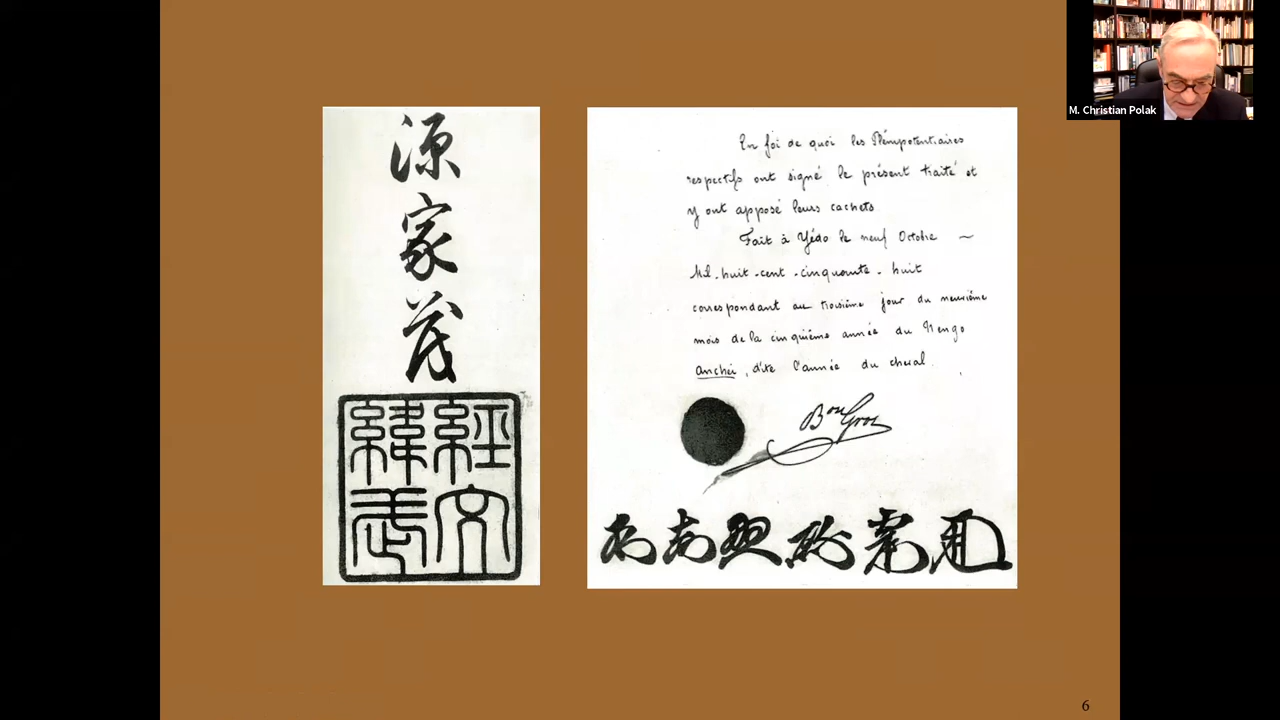 M. Christian Polak
源家茂
經文
緯武
En foi de quoi les Plénipotentiaires
respectifs ont signé le présent traité et
y ont apposé leurs cachets
Fait à Yédo le neuf Octobre ~
Mil-huit-cent-cinquante-huit
correspondant au troisième jour du neuvième
mois de la cinquième année du Nengo
Anchei, dite l'année du cheval.
Bon Gros
6